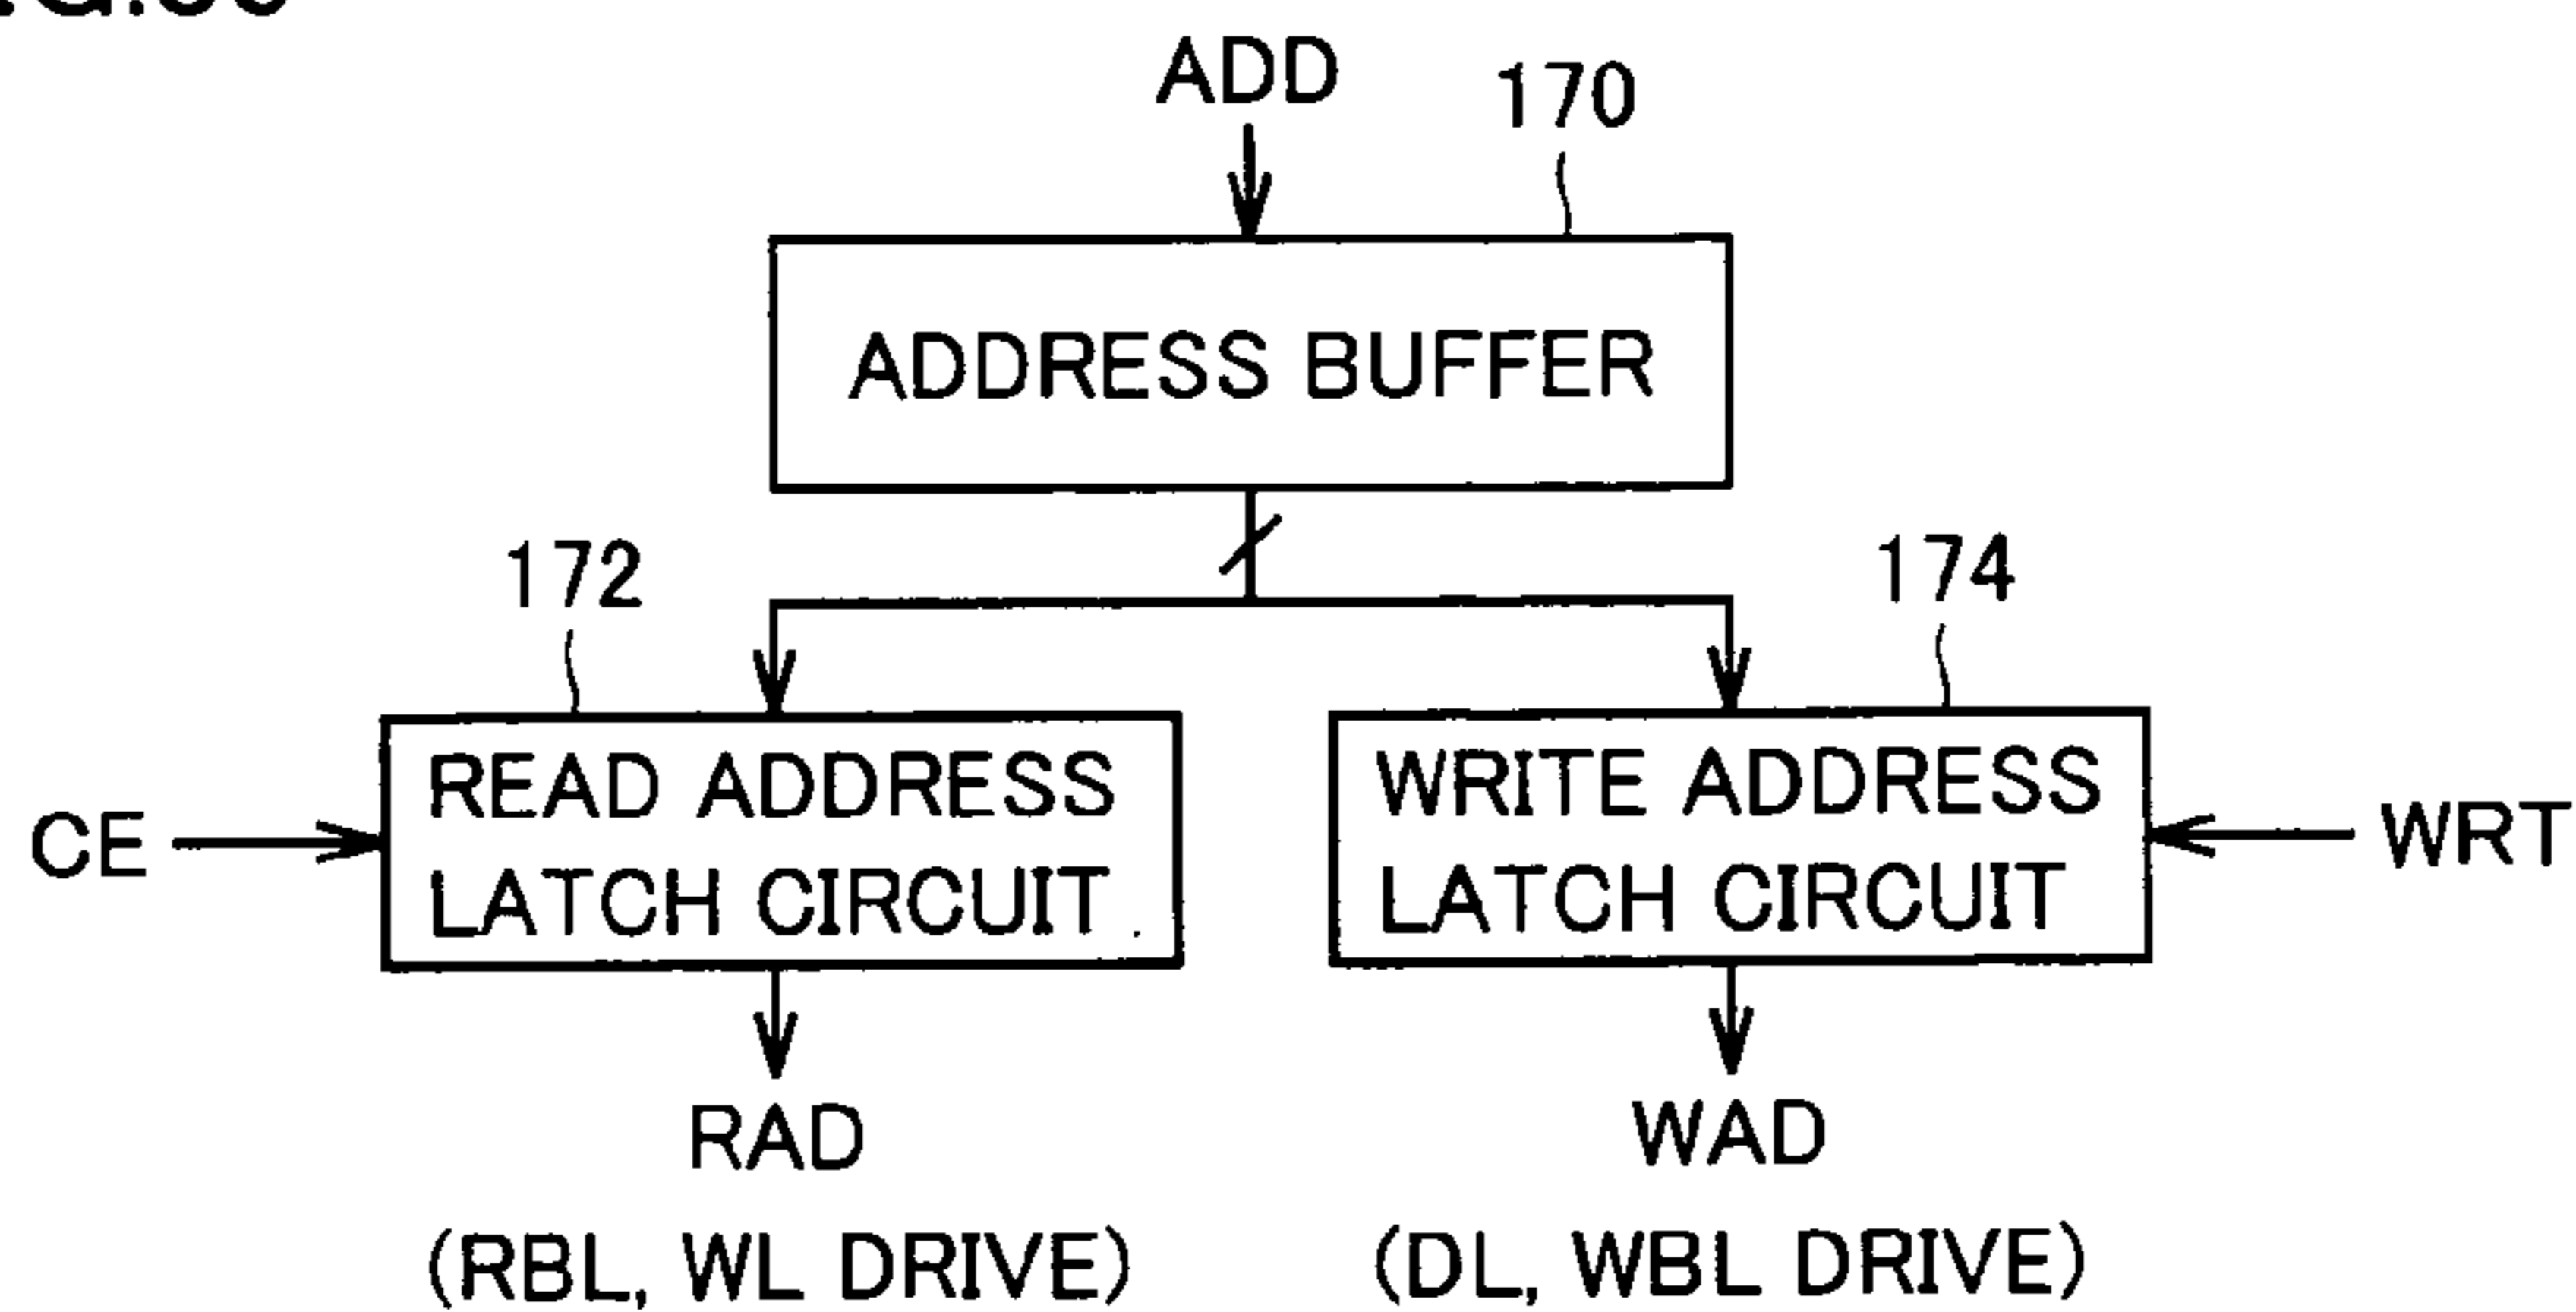 ADD
170
ADDRESS BUFFER
172
174
CE
READ ADDRESS
LATCH CIRCUIT
WRITE ADDRESS
LATCH CIRCUIT
WRT
RAD
(RBL, WL DRIVE)
WAD
(DL, WBL DRIVE)